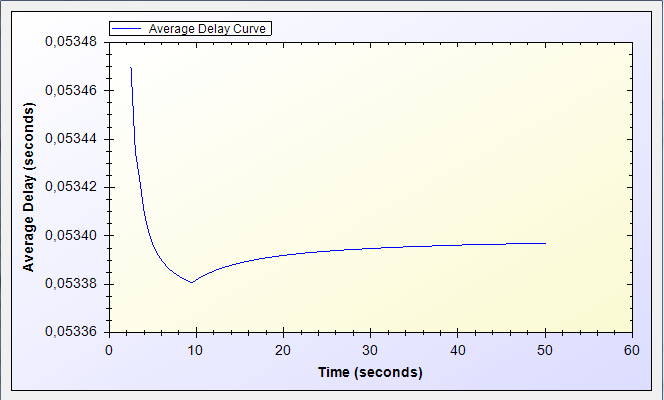 Average Delay Curve
0,05348
0,05346
0,05344
0,05342
0,05340
0,05338
0,05336
Average Delay (seconds)
0 10 20 30 40 50 60
Time (seconds)